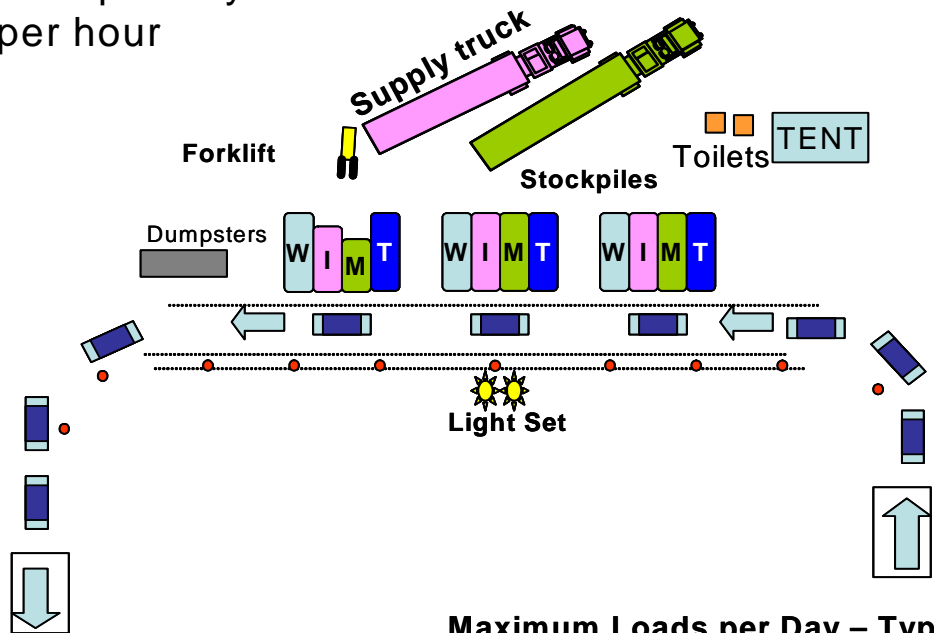 per hour
Supply truck
Forklift
Toilets
TENT
Stockpiles
Dumpsters
W I M T
W I M T
W I M T
Light Set
Maximum Loads per Day – Typ